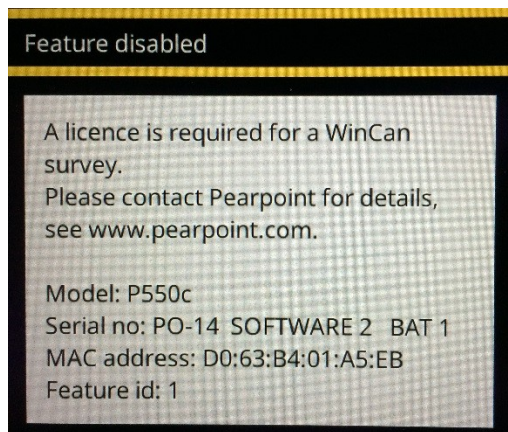 Feature disabled
A licence is required for a WinCan
survey.
Please contact Pearpoint for details,
see www.pearpoint.com.
Model: P550c
Serial no: PO-14 SOFTWARE 2 BAT 1
MAC address: D0:63:B4:01:A5:EB
Feature id: 1